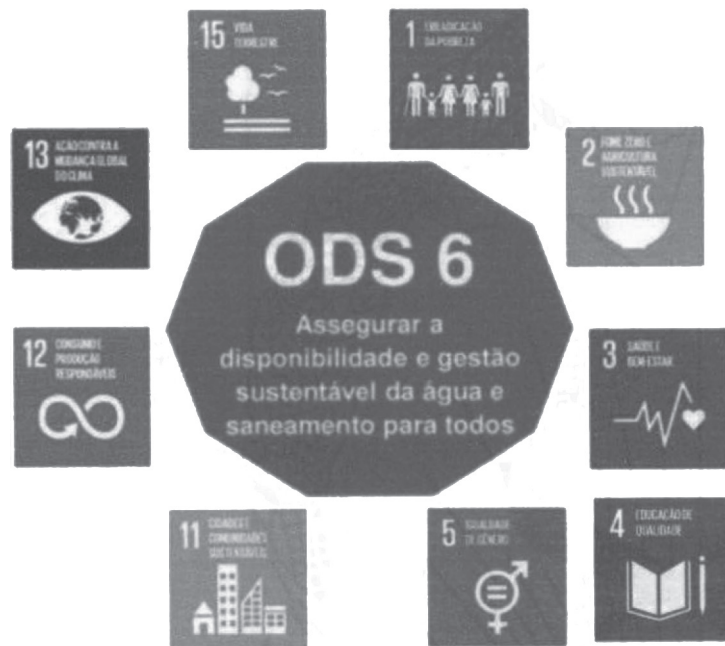 15 VIDA
TERRESTRE
1 ERRADICAÇÃO
DA POBREZA
13 AÇÃO CONTRA A
MUDANÇA GLOBAL
DO CLIMA
2 FOME ZERO E
AGRICULTURA
SUSTENTÁVEL
ODS 6
Assegurar a
disponibilidade e gestão
sustentável da água e
saneamento para todos
12 CONSUMO E
PRODUÇÃO
RESPONSÁVEIS
3 SAÚDE E
BEM-ESTAR
11 CIDADES E
COMUNIDADES
SUSTENTÁVEIS
5 IGUALDADE
DE GÊNERO
4 EDUCAÇÃO DE
QUALIDADE